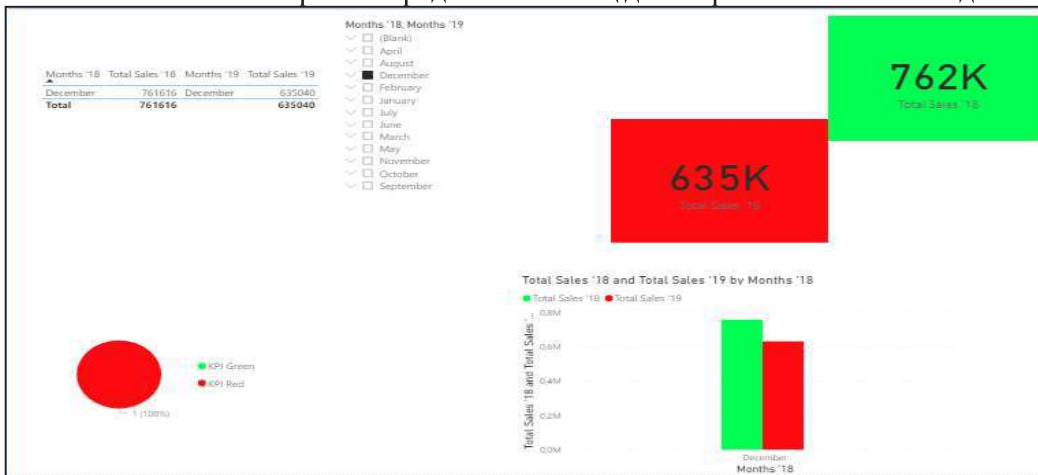 Months '18 Total Sales '18 Months '19 Total Sales '19
December 761616 December 635040
Total 761616 635040
Months '18, Months '19
(Blank)
April
August
December
February
January
July
June
March
May
November
October
September
762K
Total Sales '18
635K
Total Sales '19
KPI Green
KPI Red
1 (100%)
Total Sales '18 and Total Sales '19 by Months '18
Total Sales '18 Total Sales '19
Total Sales '18 and Total Sales '...
0,8M
0,6M
0,4M
0,2M
0,0M
December
Months '18